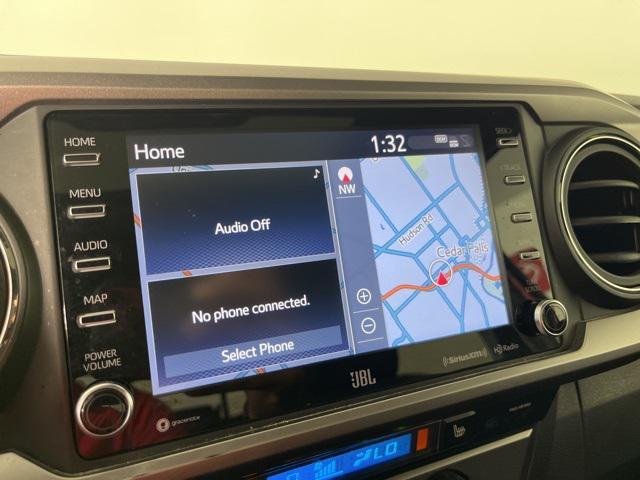 HOME
MENU
AUDIO
MAP
POWER
VOLUME
Home
1:32
Audio Off
No phone connected.
Select Phone
NW
Hudson Rd
Cedar Falls
SEEK
TRACK
JBL
SiriusXM
HD Radio
gracenote
LO